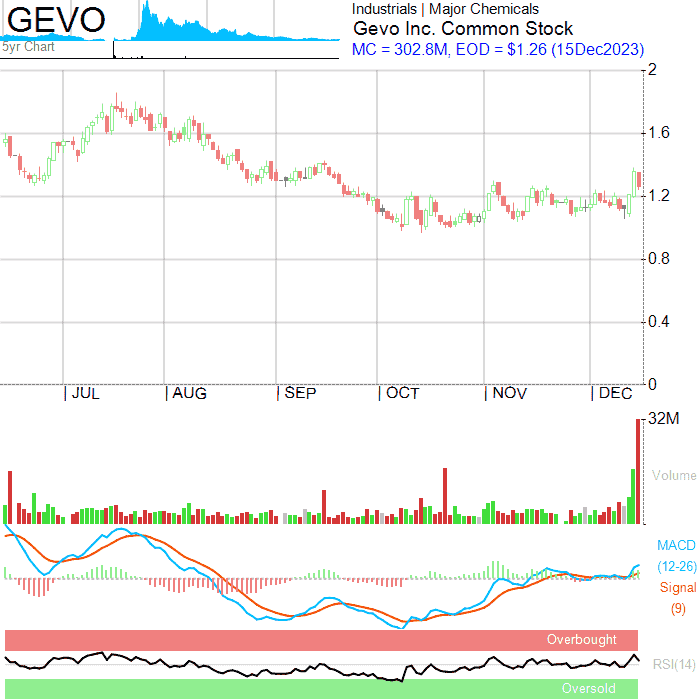 GEVO
5yr Chart
Industrials | Major Chemicals
Gevo Inc. Common Stock
MC = 302.8M, EOD = $1.26 (15Dec2023)
2
1.6
1.2
0.8
0.4
0
| JUL | AUG | SEP | OCT | NOV | DEC
32M
Volume
MACD
(12-26)
Signal
(9)
Overbought
RSI(14)
Oversold